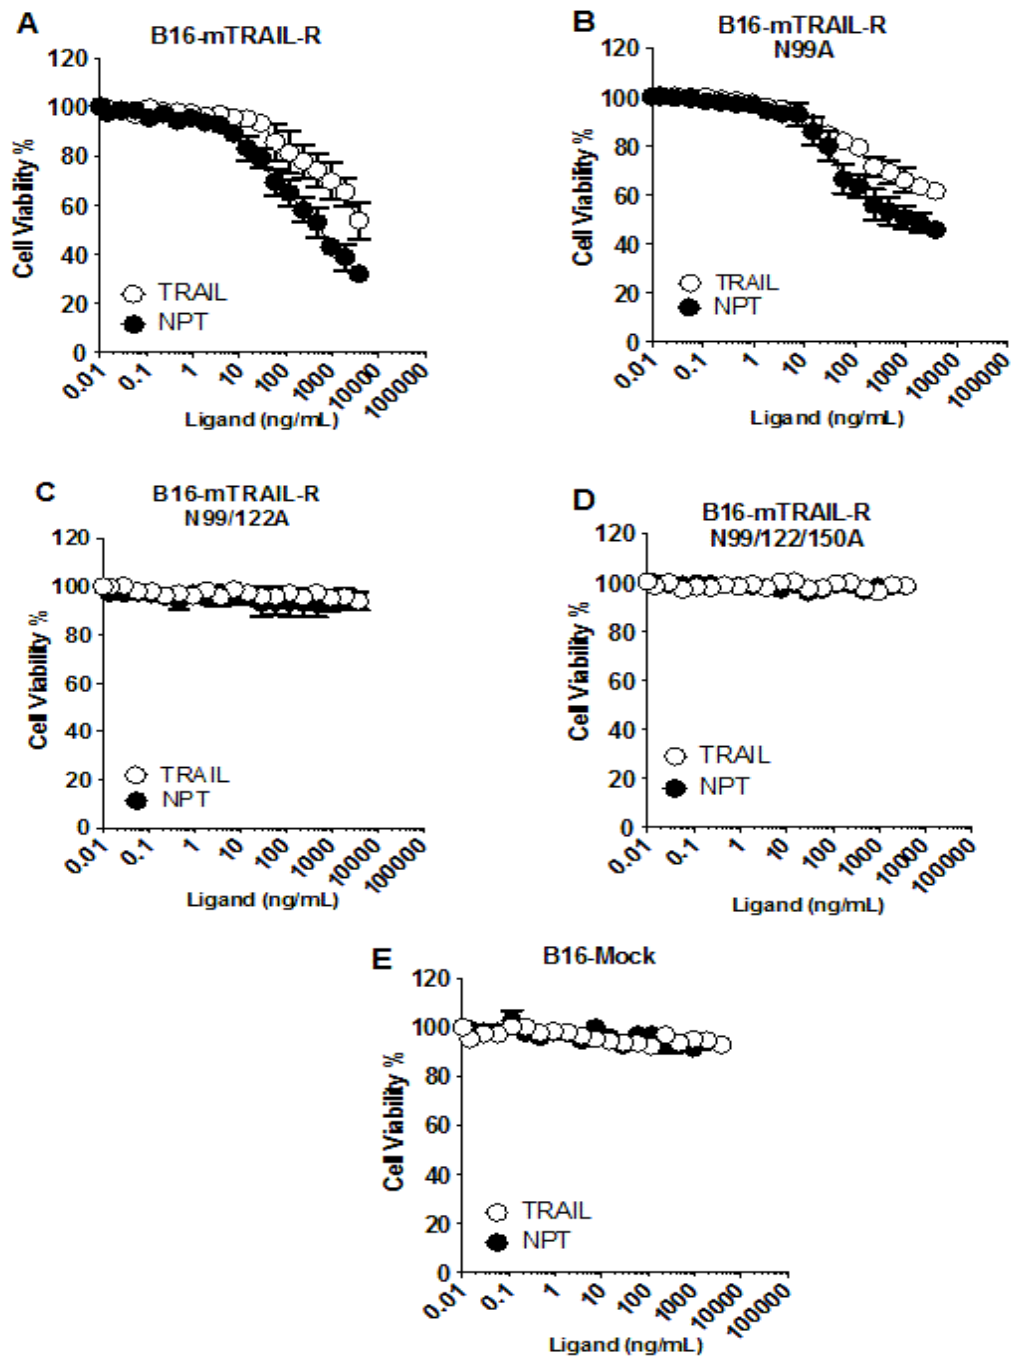 A
B16-mTRAIL-R
120
100
80
60
40
20
0
Cell Viability %
TRAIL
NPT
0.01
0.1
1
10
100
1000
10000
100000
Ligand (ng/mL)
B
B16-mTRAIL-R
N99A
120
100
80
60
40
20
0
Cell Viability %
TRAIL
NPT
0.01
0.1
1
10
100
1000
10000
100000
Ligand (ng/mL)
C
B16-mTRAIL-R
N99/122A
120
100
80
60
40
20
0
Cell Viability %
TRAIL
NPT
0.01
0.1
1
10
100
1000
10000
100000
Ligand (ng/mL)
D
B16-mTRAIL-R
N99/122/150A
120
100
80
60
40
20
0
Cell Viability %
TRAIL
NPT
0.01
0.1
1
10
100
1000
10000
100000
Ligand (ng/mL)
E
B16-Mock
120
100
80
60
40
20
0
Cell Viability %
TRAIL
NPT
0.01
0.1
1
10
100
1000
10000
100000
Ligand (ng/mL)